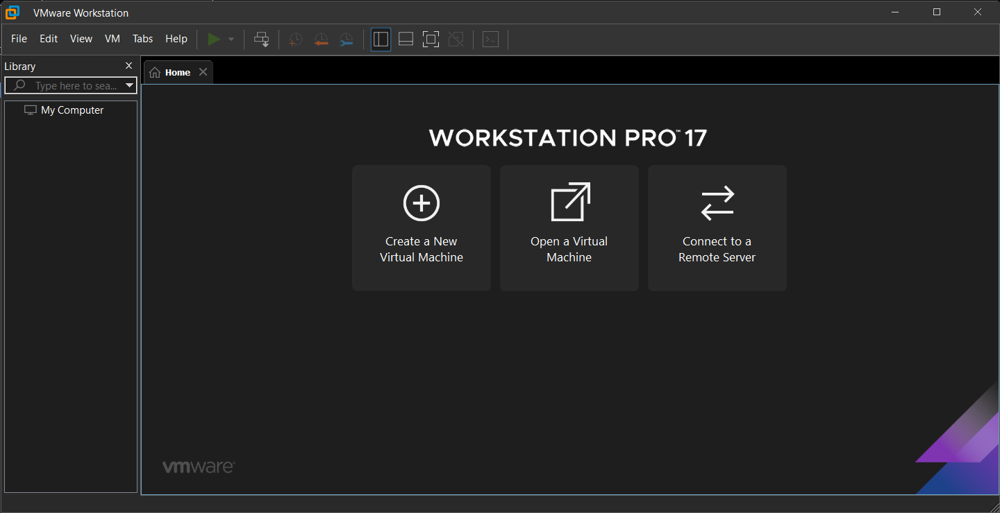 VMware Workstation
File Edit View VM Tabs Help
Library
Type here to sea...
My Computer
Home
WORKSTATION PRO™ 17
Create a New
Virtual Machine
Open a Virtual
Machine
Connect to a
Remote Server
vmware™